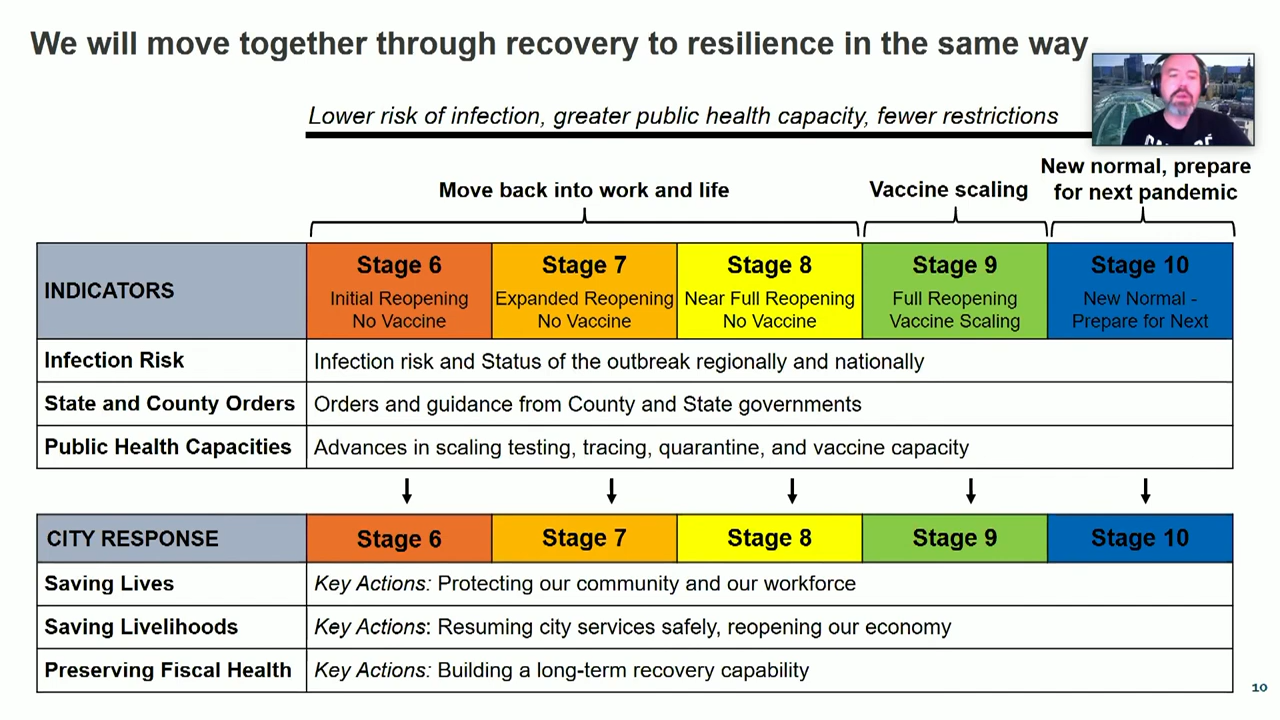 We will move together through recovery to resilience in the same way
Lower risk of infection, greater public health capacity, fewer restrictions
Move back into work and life
Vaccine scaling
New normal, prepare
for next pandemic
INDICATORS
Stage 6
Initial Reopening
No Vaccine
Stage 7
Expanded Reopening
No Vaccine
Stage 8
Near Full Reopening
No Vaccine
Stage 9
Full Reopening
Vaccine Scaling
Stage 10
New Normal -
Prepare for Next
Infection Risk
Infection risk and Status of the outbreak regionally and nationally
State and County Orders
Orders and guidance from County and State governments
Public Health Capacities
Advances in scaling testing, tracing, quarantine, and vaccine capacity
CITY RESPONSE
Stage 6
Stage 7
Stage 8
Stage 9
Stage 10
Saving Lives
Key Actions: Protecting our community and our workforce
Saving Livelihoods
Key Actions: Resuming city services safely, reopening our economy
Preserving Fiscal Health
Key Actions: Building a long-term recovery capability
10